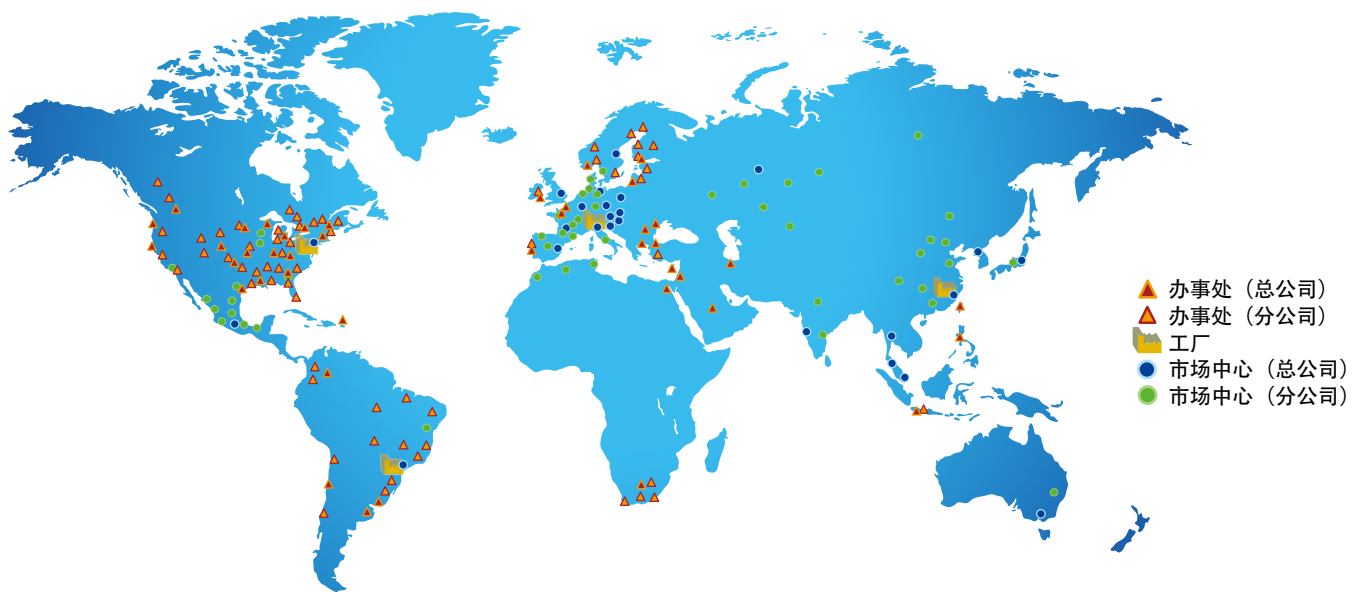 办事处（总公司）
办事处（分公司）
工厂
市场中心（总公司）
市场中心（分公司）